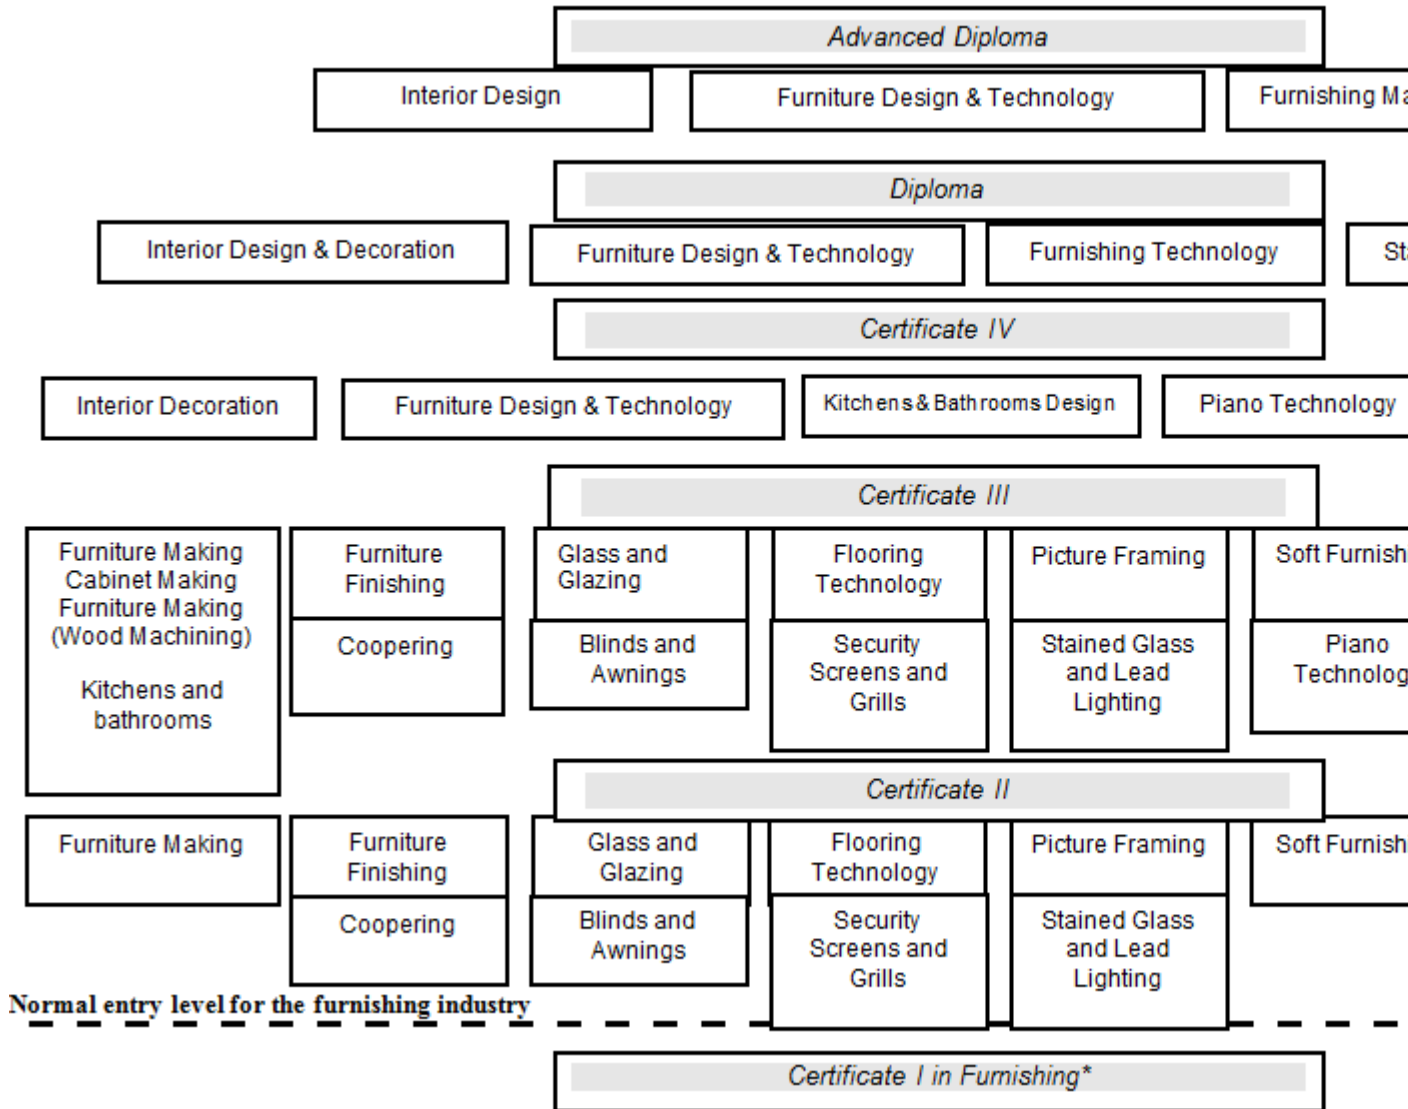 Advanced Diploma
Interior Design
Furniture Design & Technology
Furnishing
Diploma
Interior Design & Decoration
Furniture Design & Technology
Furnishing Technology
Certificate IV
Interior Decoration
Furniture Design & Technology
Kitchens & Bathrooms Design
Piano Technology
Certificate III
Furniture Making
Cabinet Making
Furniture Making
(Wood Machining)
Kitchens and
bathrooms
Furniture
Finishing
Coopering
Glass and
Glazing
Blinds and
Awnings
Flooring
Technology
Security
Screens and
Grills
Picture Framing
Stained Glass
and Lead
Lighting
Soft
Piano
Certificate II
Furniture Making
Furniture
Finishing
Coopering
Glass and
Glazing
Blinds and
Awnings
Flooring
Technology
Security
Screens and
Grills
Picture Framing
Stained Glass
and Lead
Lighting
Soft
Normal entry level for the furnishing industry
Certificate I in Furnishing*